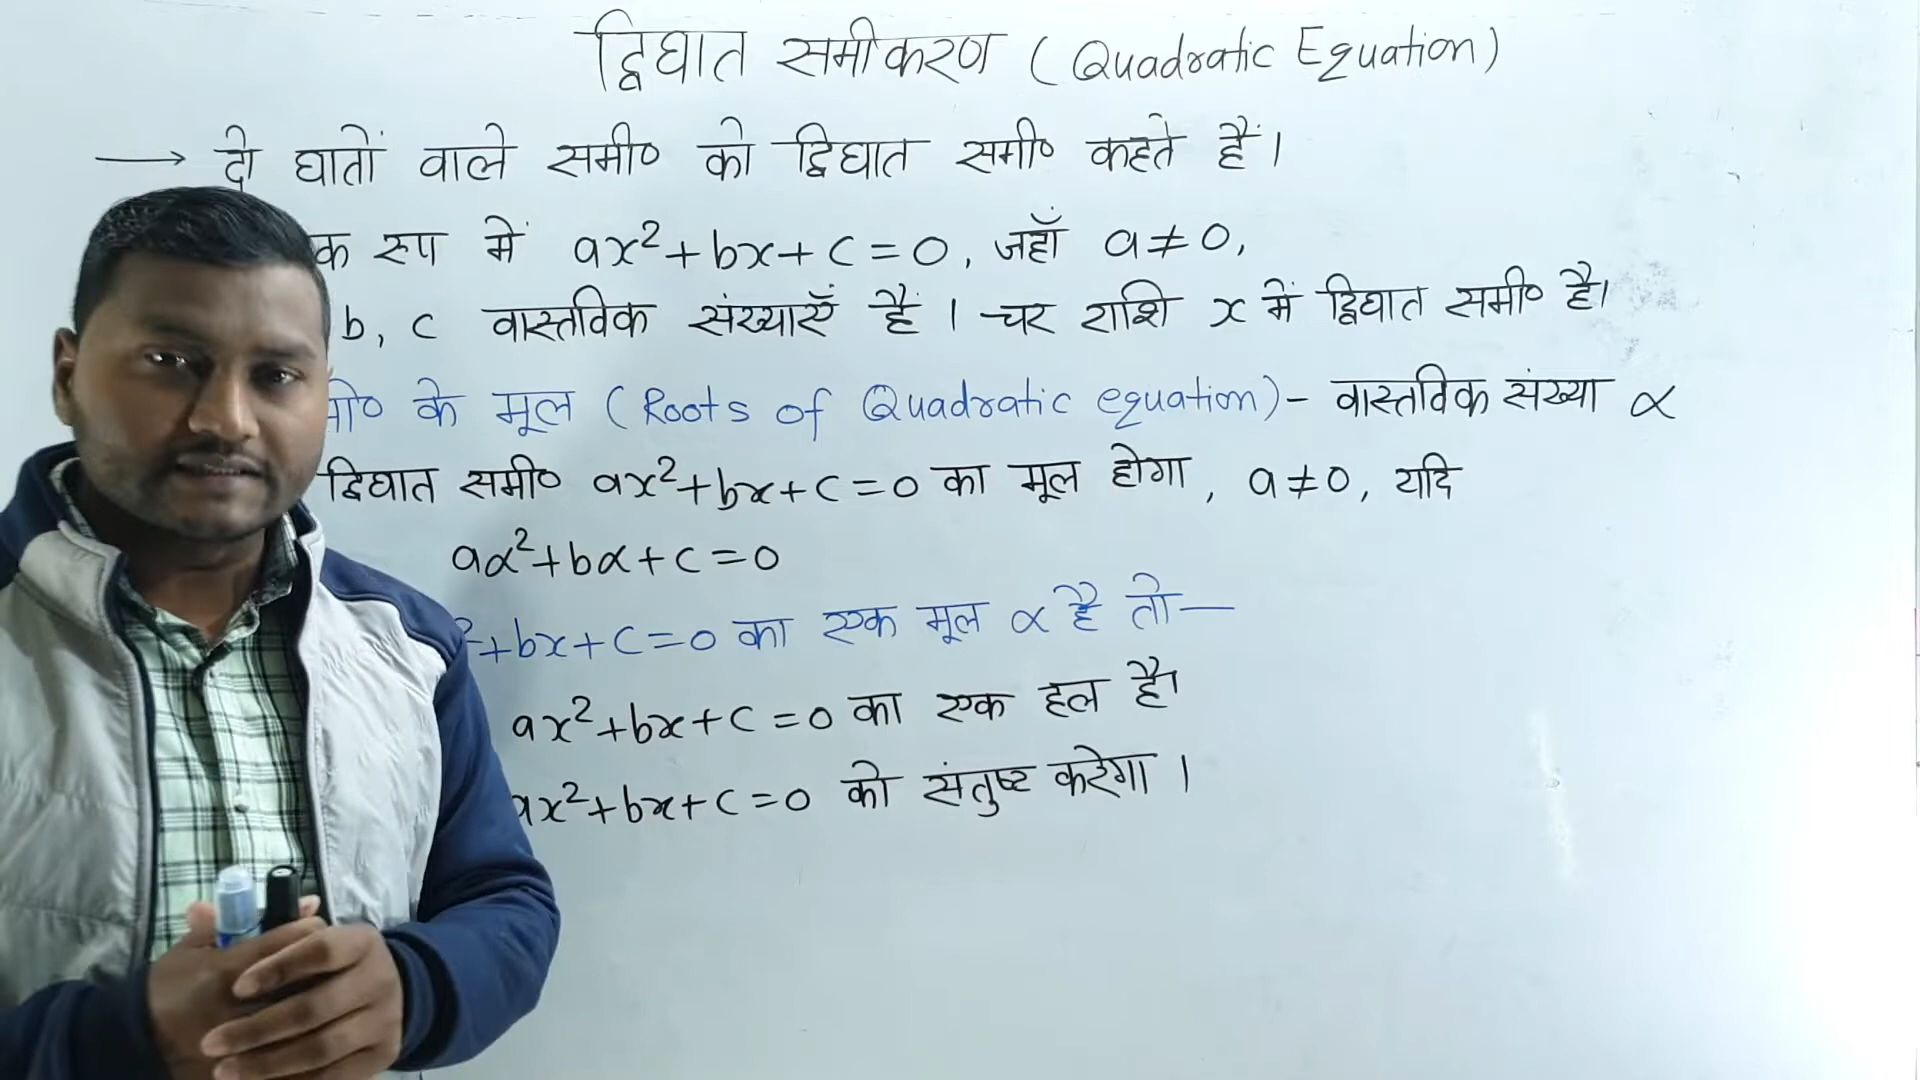 द्विघात समीकरण (Quadratic Equation)
→ दो घातों वाले समी० को द्विघात समी० कहते हैं।
रुप में ax²+bx+c=0, जहाँ a≠0,
b, c वास्तविक संख्याएँ हैं। चर राशि x में द्विघात समी० है।
के मूल (Roots of Quadratic equation)- वास्तविक संख्या α
द्विघात समी० ax²+bx+c=0 का मूल होगा, a≠0, यदि
aα²+bα+c=0
²+bx+c=0 का एक मूल α है तो—
ax²+bx+c=0 का एक हल है।
ax²+bx+c=0 को संतुष्ट करेगा।